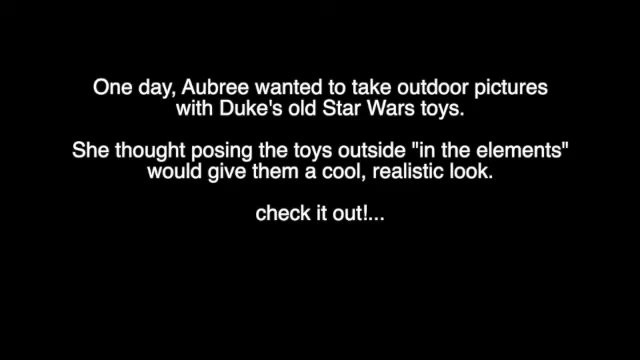 One day, Aubree wanted to take outdoor pictures
with Duke's old Star Wars toys.
She thought posing the toys outside "in the elements"
would give them a cool, realistic look.
check it out!...